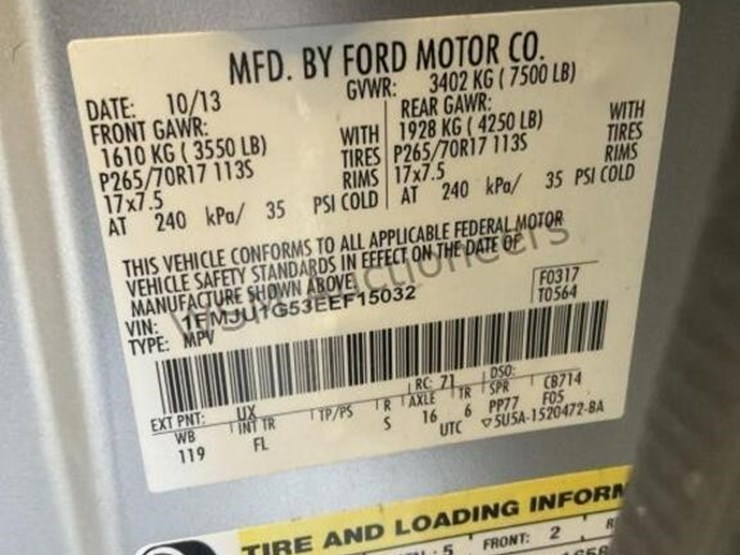 MFD. BY FORD MOTOR CO.
DATE: 10/13 GVWR: 3402 KG ( 7500 LB)
FRONT GAWR: REAR GAWR:
1610 KG ( 3550 LB) WITH 1928 KG ( 4250 LB) WITH
P265/70R17 113S TIRES P265/70R17 113S TIRES
17x7.5 RIMS 17x7.5 RIMS
AT 240 kPa/ 35 PSI COLD AT 240 kPa/ 35 PSI COLD
THIS VEHICLE CONFORMS TO ALL APPLICABLE FEDERAL MOTOR
VEHICLE SAFETY STANDARDS IN EFFECT ON THE DATE OF
MANUFACTURE SHOWN ABOVE.
VIN: 1FMJU1G53EEF15032 F0317
TYPE: MPV T0564
RC: 71 DSO:
EXT PNT: UX C8714
WB INT TR TP/PS R AXLE TR SPR F05
119 FL S 16 6 PP77
UTC ▽5U5A-1520472-BA
TIRE AND LOADING
FRONT: 2